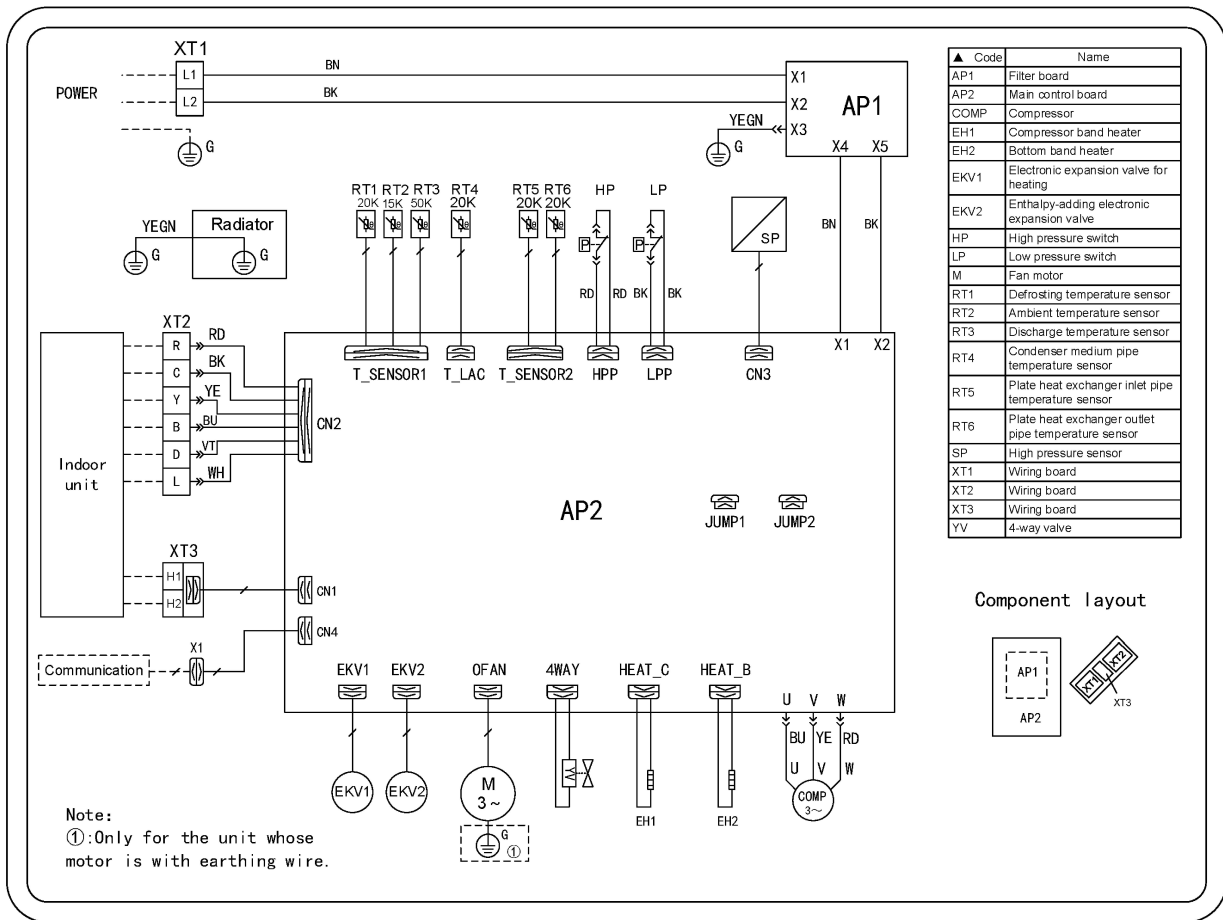 XT1
POWER
L1
BN
X1
L2
BK
X2
AP1
YEGN
X3
G
G
X4 X5
BN
BK
YEGN
G
Radiator
G
RT1 RT2 RT3 RT4 RT5 RT6 HP LP
20K 15K 50K 20K 20K 20K
P
P
SP
RD RD BK BK
XT2
Indoor
unit
R
RD
C
BK
Y
YE
B
BU
D
VT
L
WH
CN2
T_SENSOR1 T_LAC T_SENSOR2 HPP LPP CN3
X1 X2
AP2
JUMP1 JUMP2
XT3
H1
H2
CN1
CN4
X1
Communication
EKV1 EKV2 OFAN 4WAY HEAT_C HEAT_B
U V W
BU YE RD
U V W
EKV1
EKV2
M
3~
G
①
EH1
EH2
COMP
3~
Note:
①:Only for the unit whose
motor is with earthing wire.
▲ Code Name
AP1 Filter board
AP2 Main control board
COMP Compressor
EH1 Compressor band heater
EH2 Bottom band heater
EKV1 Electronic expansion valve for
heating
EKV2 Enthalpy-adding electronic
expansion valve
HP High pressure switch
LP Low pressure switch
M Fan motor
RT1 Defrosting temperature sensor
RT2 Ambient temperature sensor
RT3 Discharge temperature sensor
RT4 Condenser medium pipe
temperature sensor
RT5 Plate heat exchanger inlet pipe
temperature sensor
RT6 Plate heat exchanger outlet
pipe temperature sensor
SP High pressure sensor
XT1 Wiring board
XT2 Wiring board
XT3 Wiring board
YV 4-way valve
Component layout
AP1
AP2
XT1
XT2
XT3